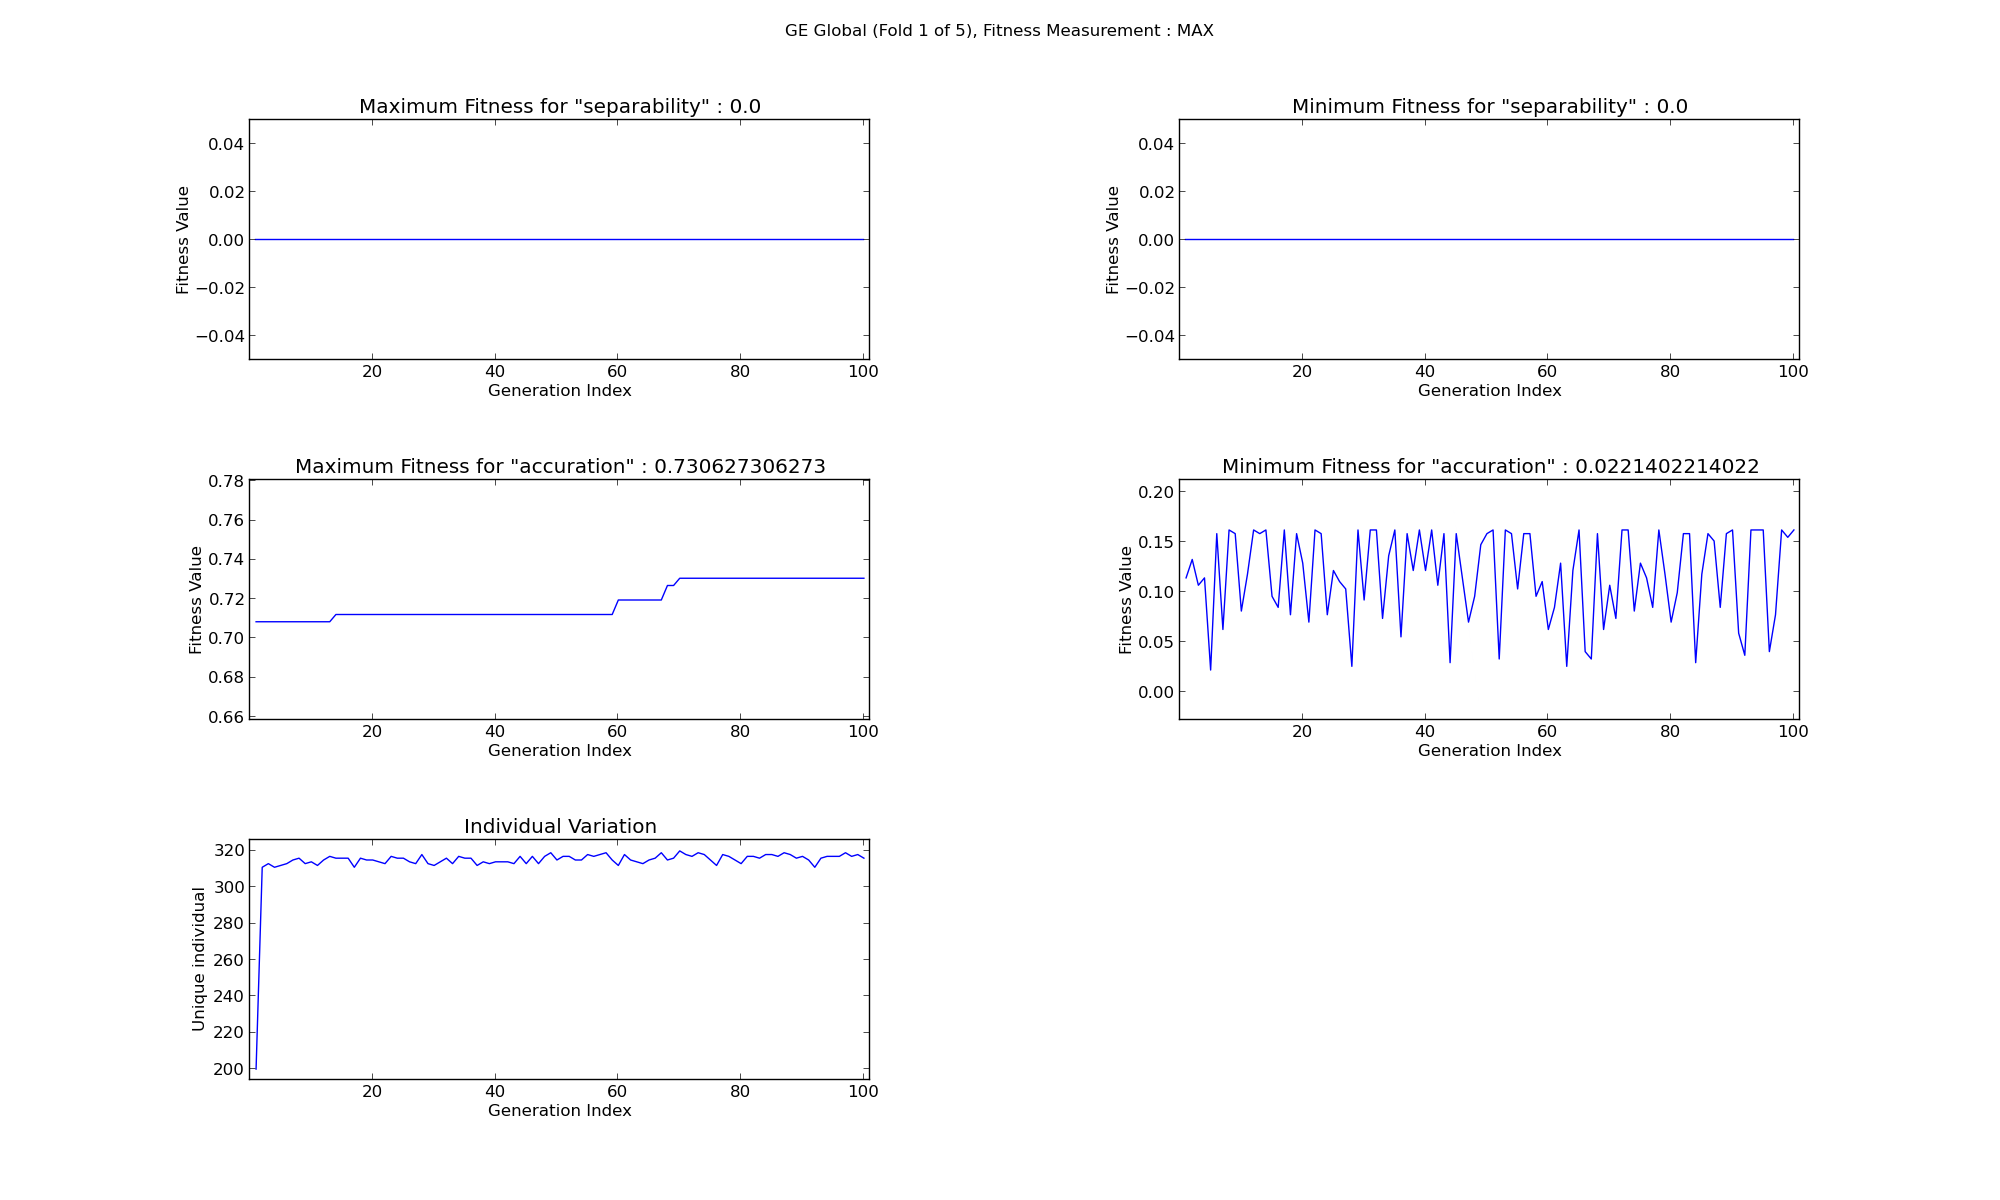 GE Global (Fold 1 of 5), Fitness Measurement : MAX
Maximum Fitness for "separability" : 0.0
Fitness Value
0.04
0.02
0.00
−0.02
−0.04
20 40 60 80 100
Generation Index
Minimum Fitness for "separability" : 0.0
Fitness Value
0.04
0.02
0.00
−0.02
−0.04
20 40 60 80 100
Generation Index
Maximum Fitness for "accuration" : 0.730627306273
Fitness Value
0.78
0.76
0.74
0.72
0.70
0.68
0.66
20 40 60 80 100
Generation Index
Minimum Fitness for "accuration" : 0.0221402214022
Fitness Value
0.20
0.15
0.10
0.05
0.00
20 40 60 80 100
Generation Index
Individual Variation
Unique individual
320
300
280
260
240
220
200
20 40 60 80 100
Generation Index